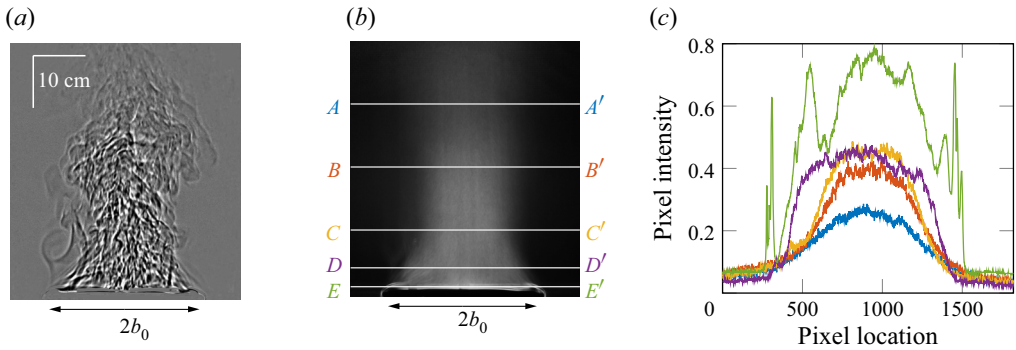 (a)
10 cm
2b₀
(b)
A A′
B B′
C C′
D D′
E E′
2b₀
(c)
Pixel intensity
0.8
0.6
0.4
0.2
0
500 1000 1500
Pixel location